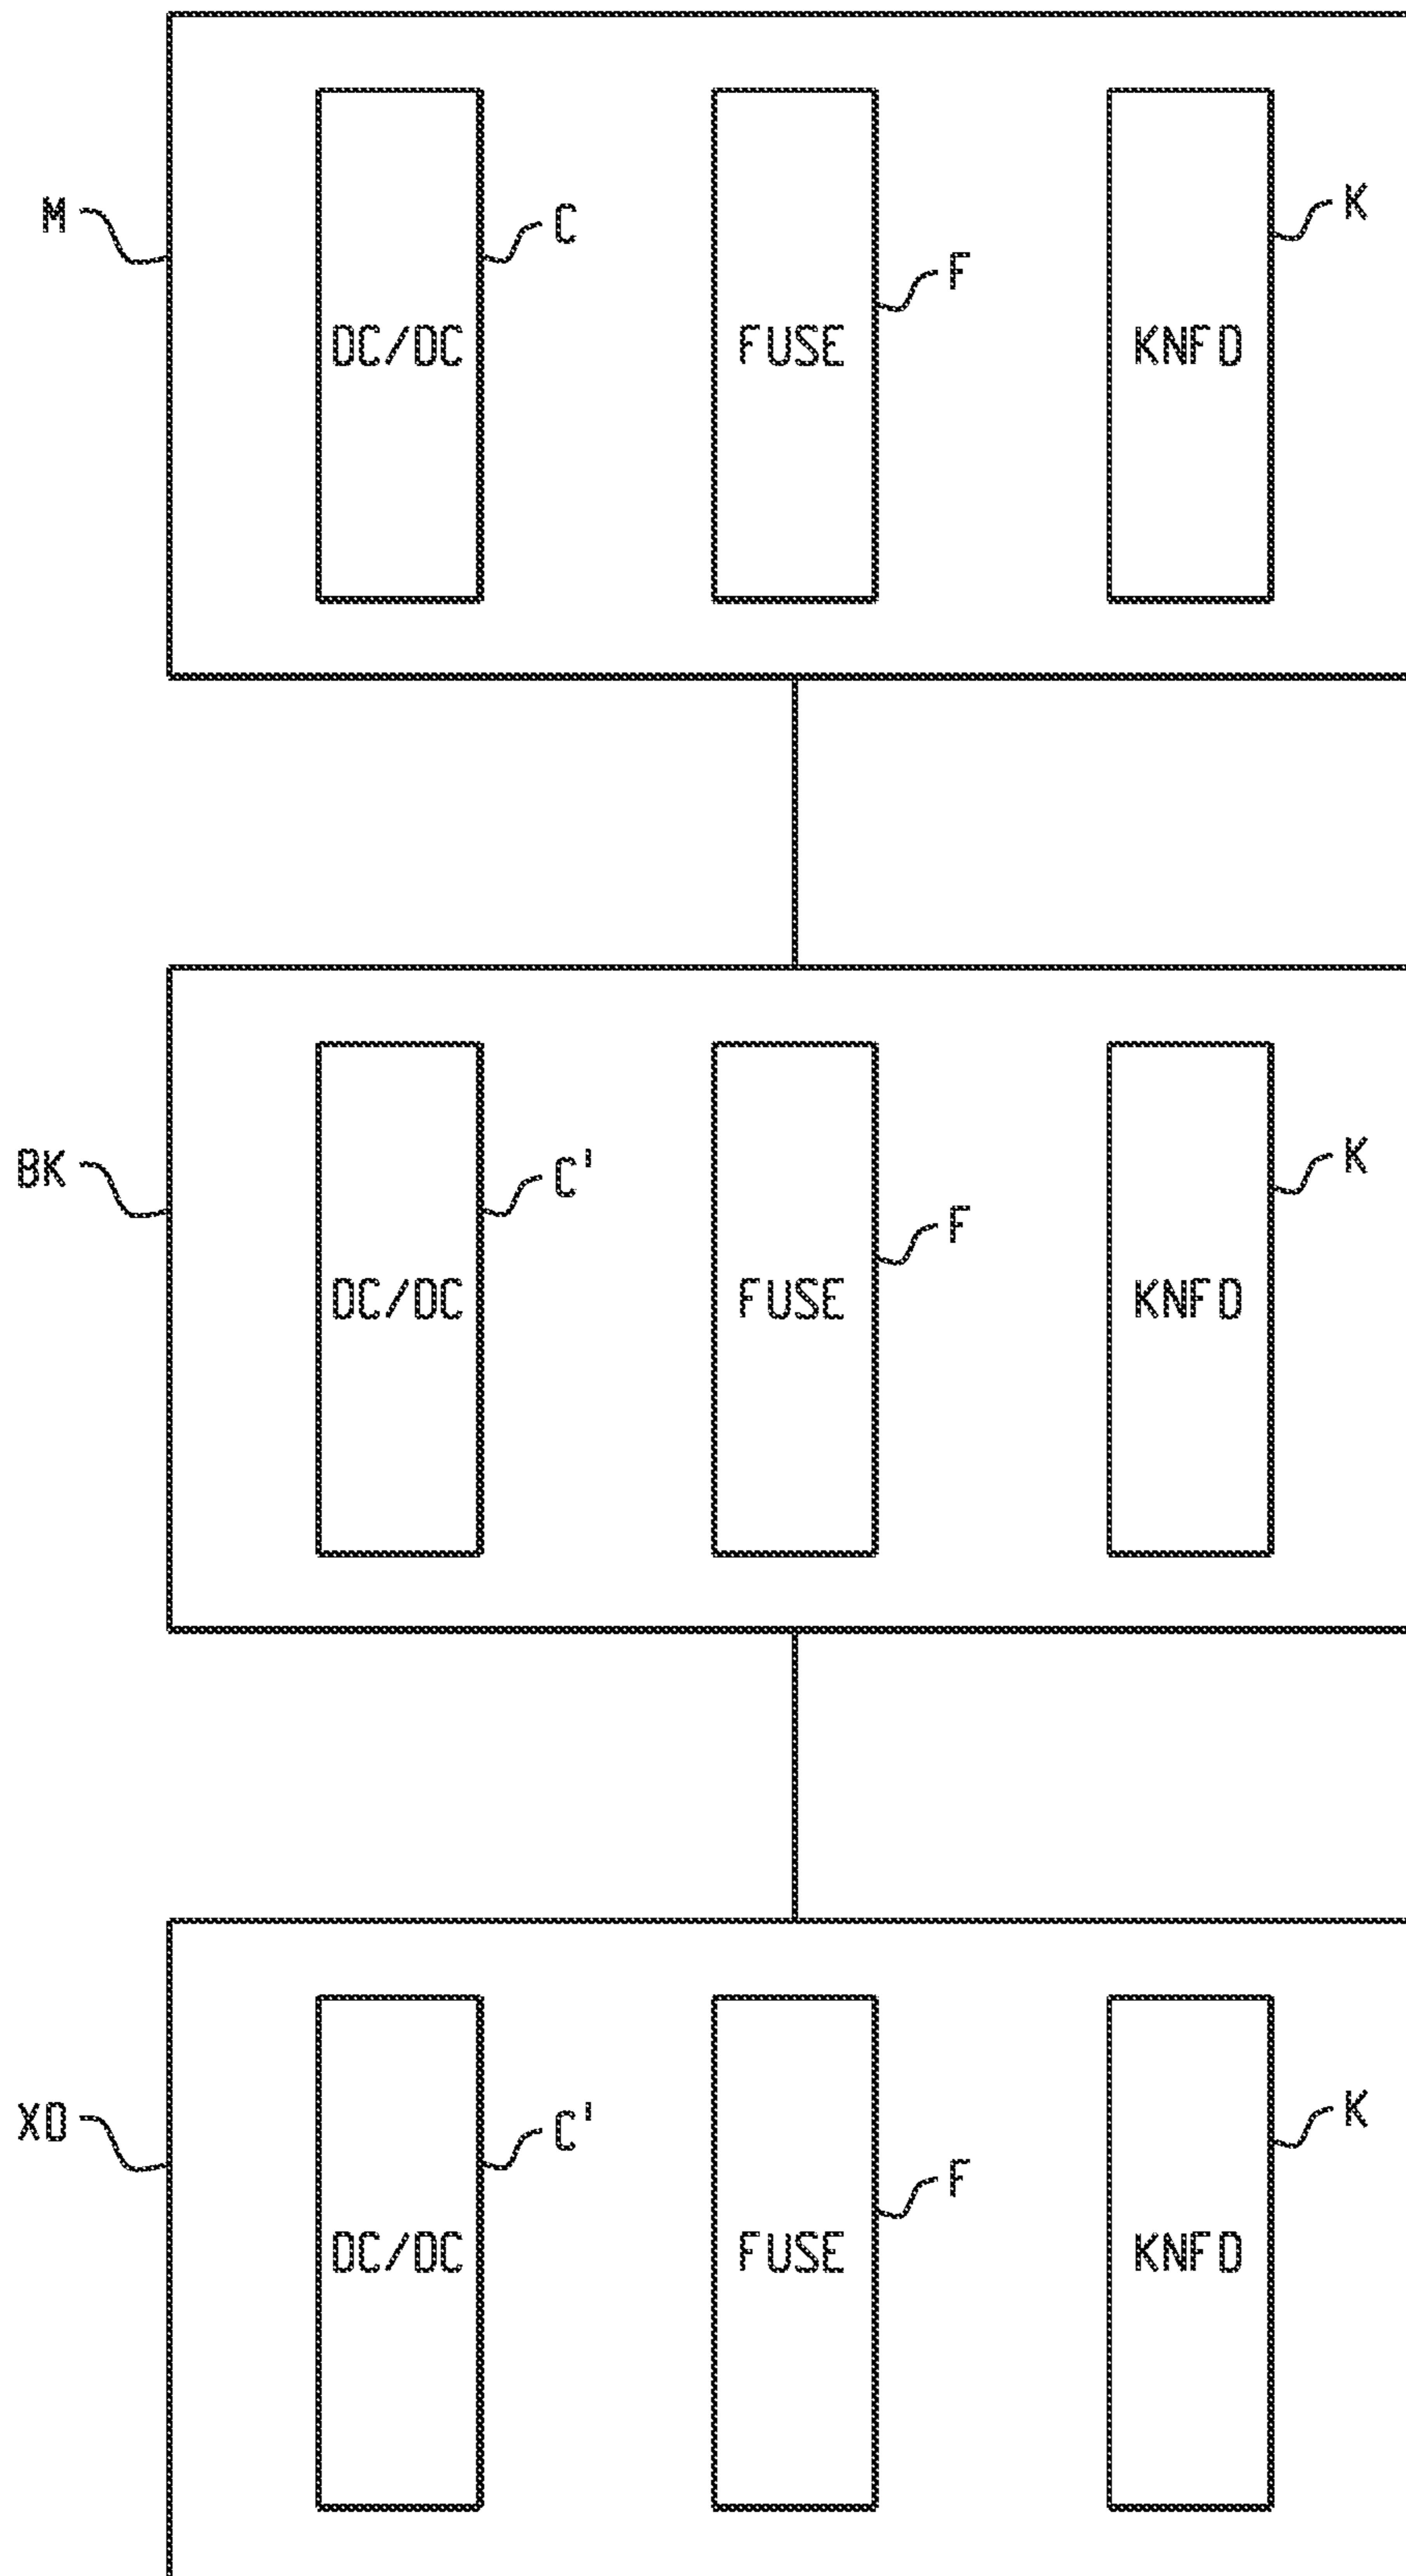 M
C
F
K
DC/DC
FUSE
KNFD
BK
C'
F
K
DC/DC
FUSE
KNFD
XD
C'
F
K
DC/DC
FUSE
KNFD